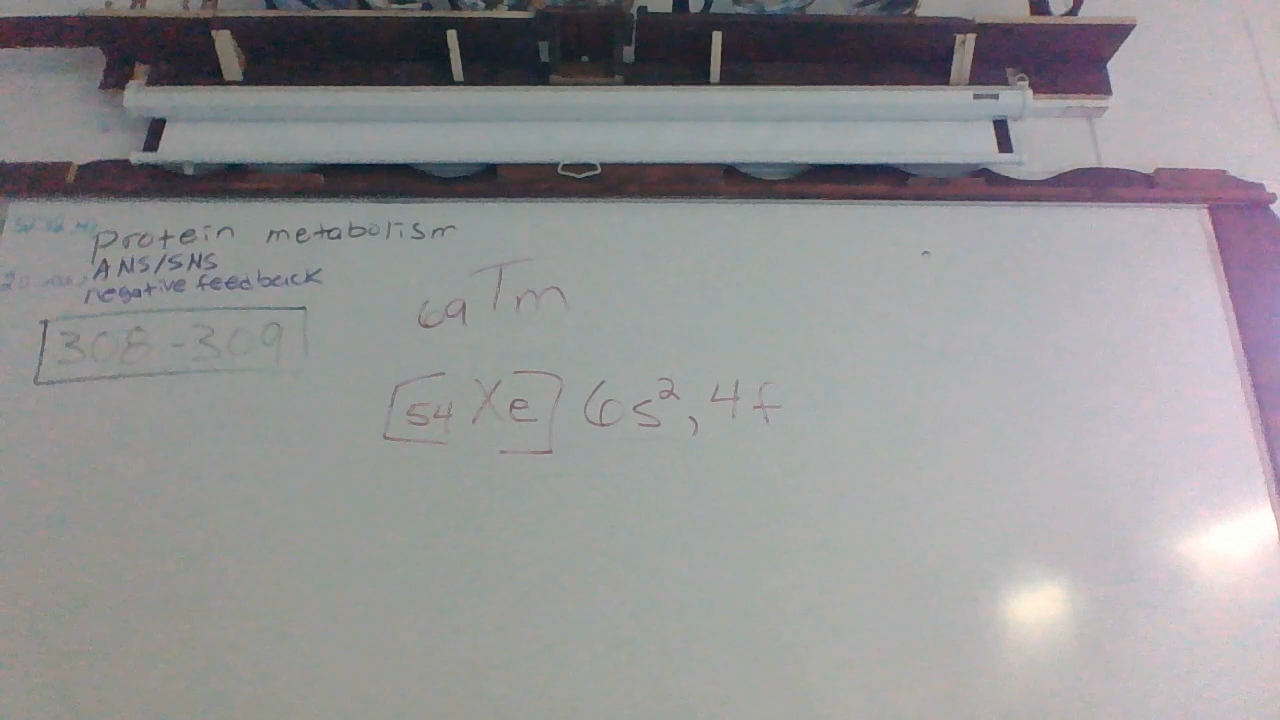 protein metabolism
ANS/SNS
negative feedback
308-309
69Tm
[54Xe] 6s², 4f